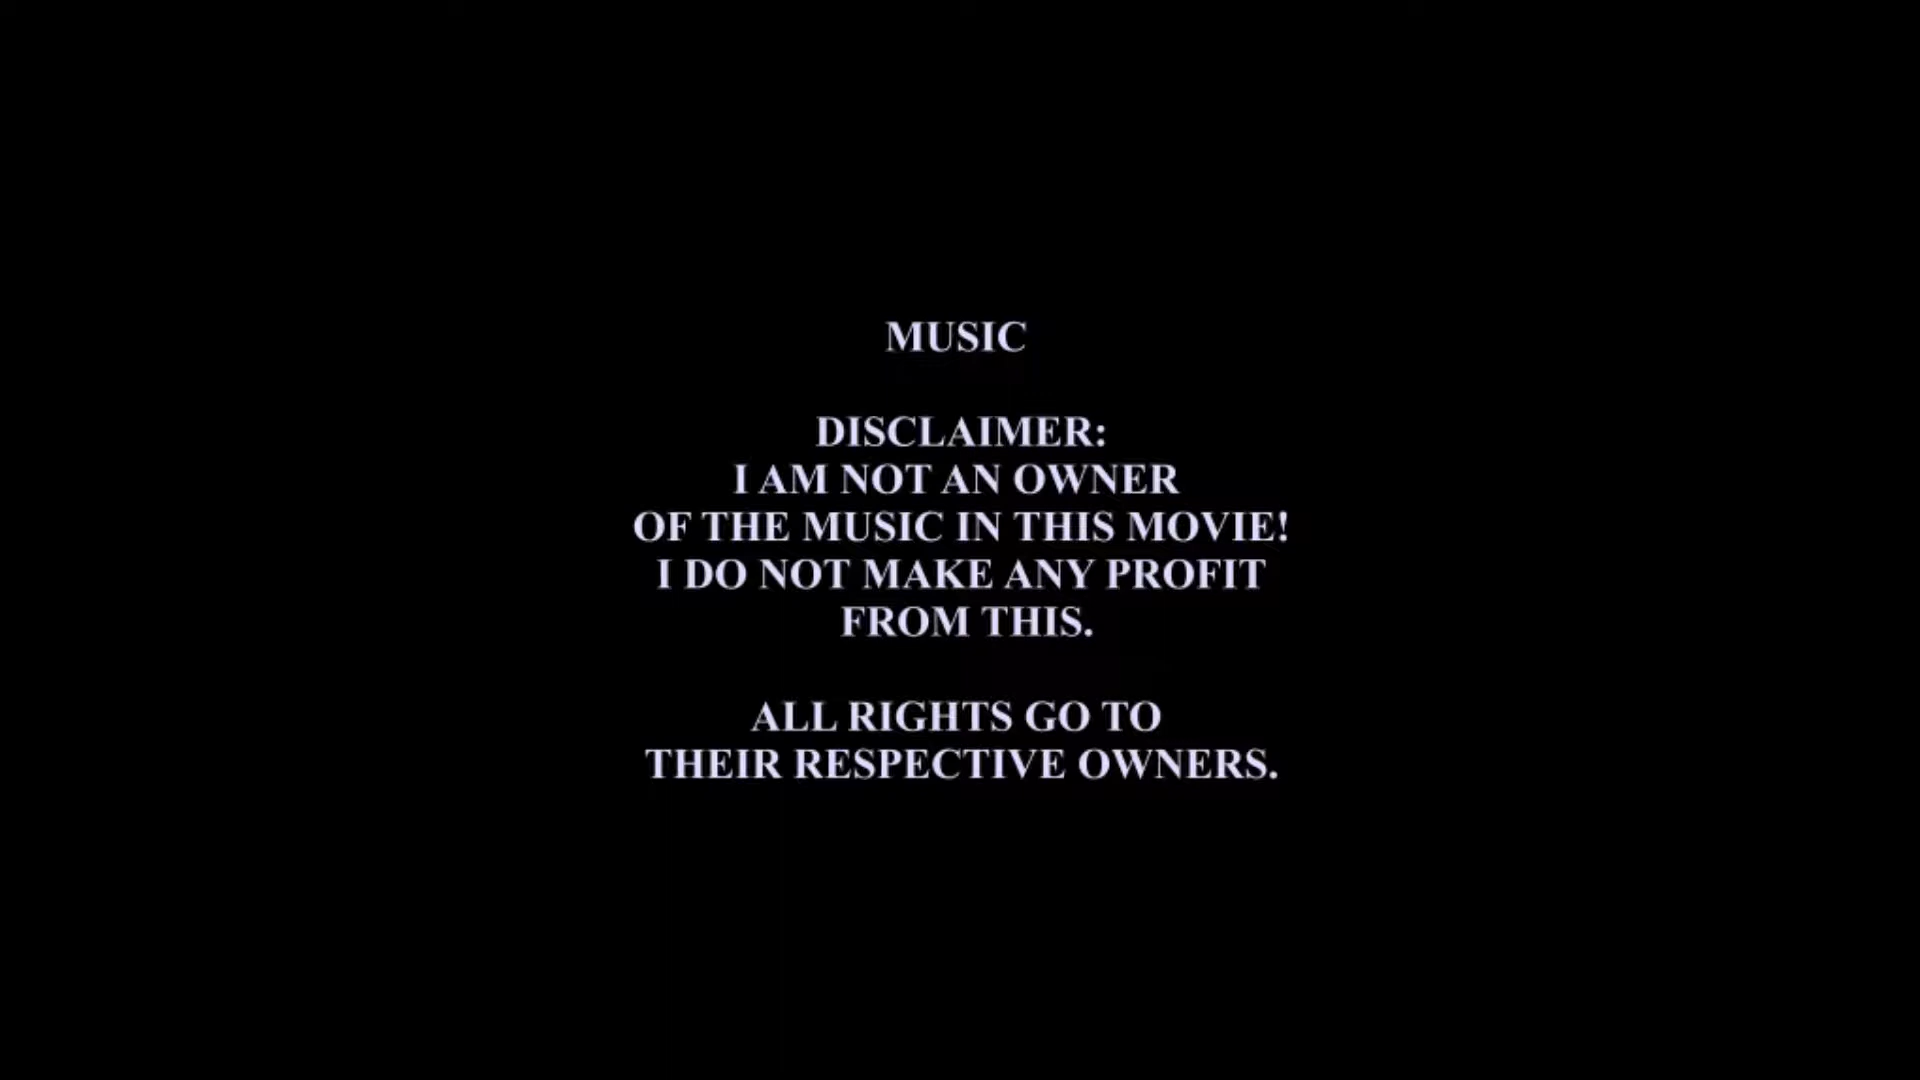 MUSIC
DISCLAIMER:
I AM NOT AN OWNER
OF THE MUSIC IN THIS MOVIE!
I DO NOT MAKE ANY PROFIT
FROM THIS.
ALL RIGHTS GO TO
THEIR RESPECTIVE OWNERS.